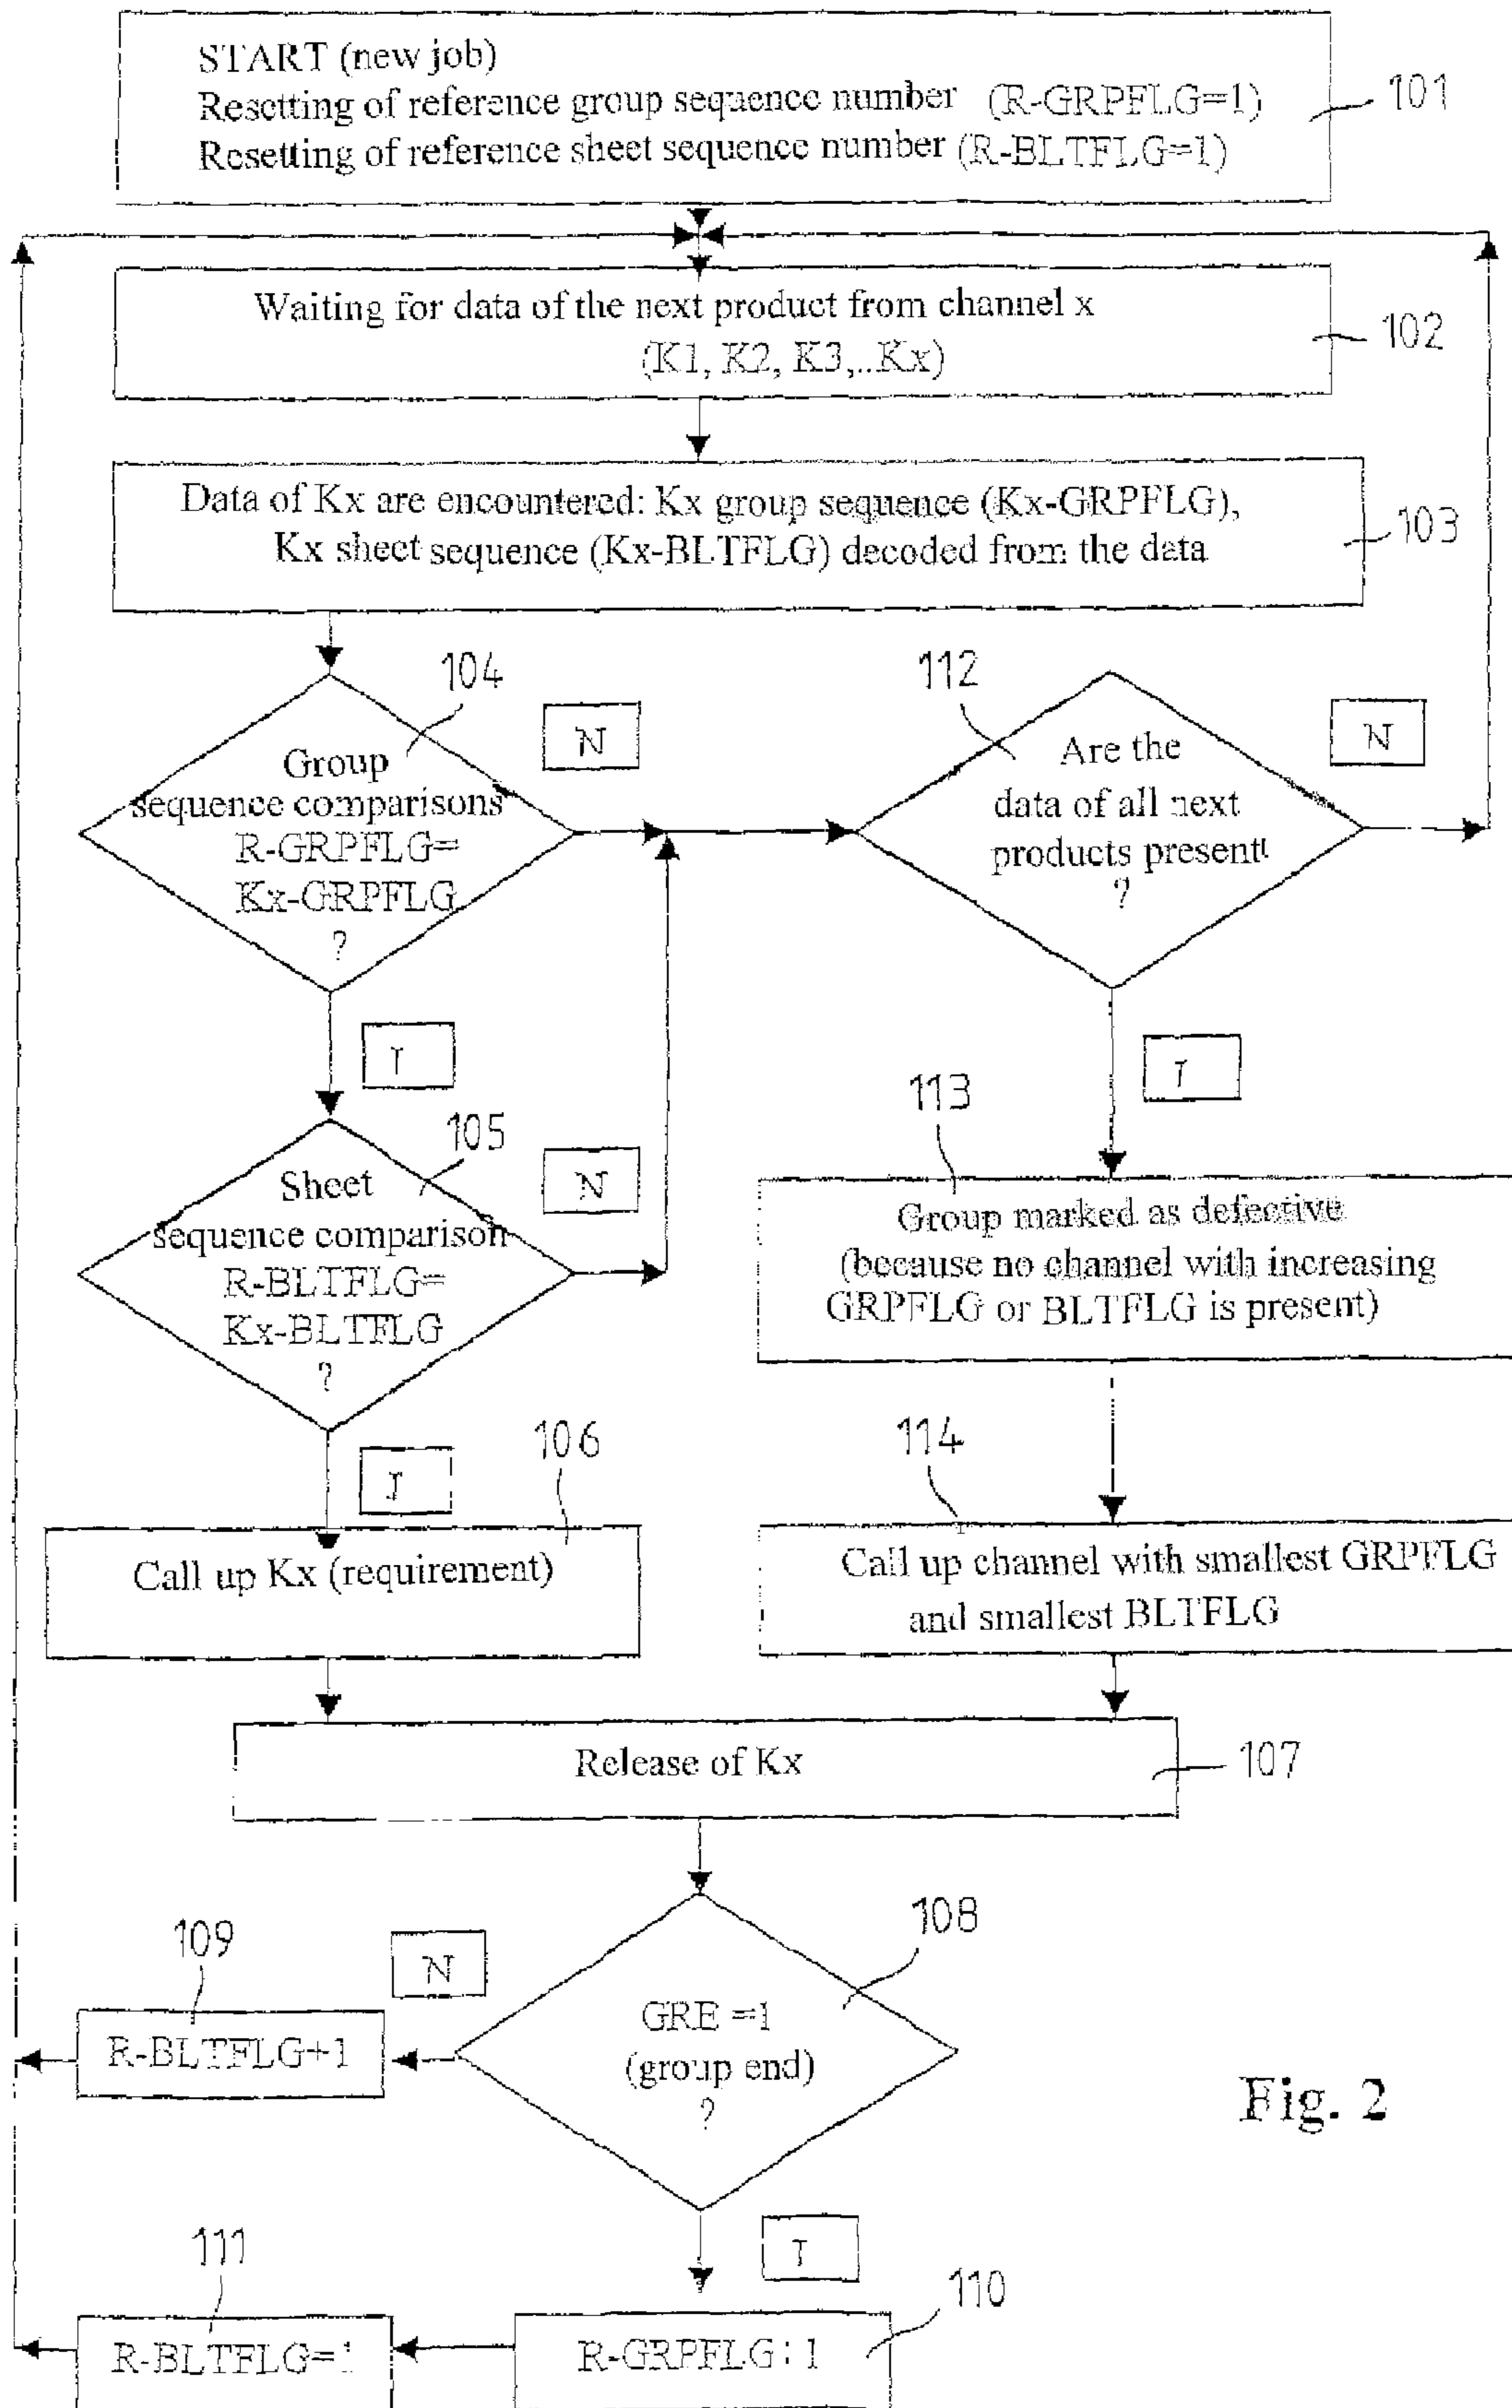 START (new job)
Resetting of reference group sequence number (R-GRPFLG=1)
Resetting of reference sheet sequence number (R-BLTFLG=1)
101
Waiting for data of the next product from channel x
(K1, K2, K3,..Kx)
102
Data of Kx are encountered: Kx group sequence (Kx-GRPFLG),
Kx sheet sequence (Kx-BLTFLG) decoded from the data
103
104
Group
sequence comparisons
R-GRPFLG=
Kx-GRPFLG
?
N
112
Are the
data of all next
products present
?
N
105
Sheet
sequence comparison
R-BLTFLG=
Kx-BLTFLG
?
N
J
113
Group marked as defective
(because no channel with increasing
GRPFLG or BLTFLG is present)
106
Call up Kx (requirement)
114
Call up channel with smallest GRPFLG
and smallest BLTFLG
Release of Kx
107
108
GRE =1
(group end)
?
N
109
R-BLTFLG+1
Fig. 2
110
R-GRPFLG 1
111
R-BLTFLG=